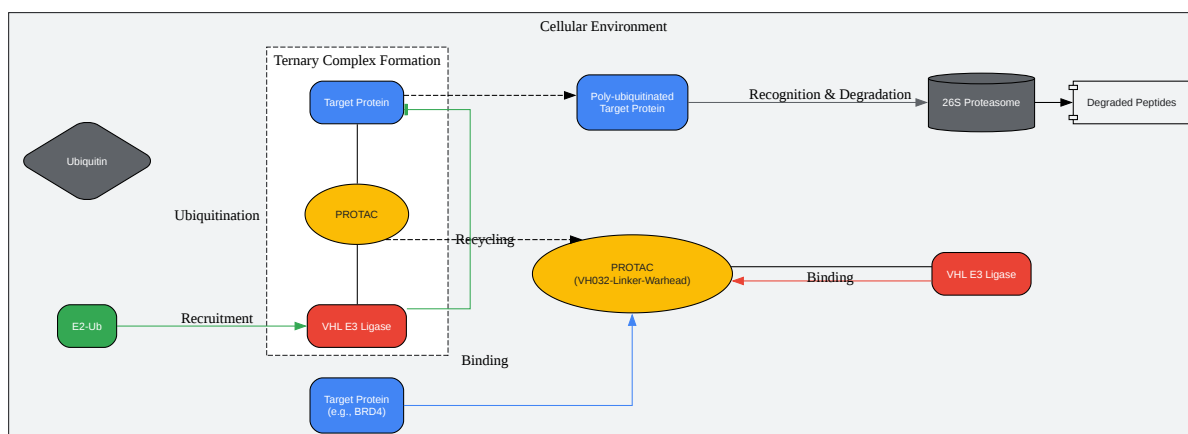 Cellular Environment
Ternary Complex Formation
Target Protein
Poly-ubiquitinated
Target Protein
Recognition & Degradation
26S Proteasome
Degraded Peptides
Ubiquitin
Ubiquitination
PROTAC
Recycling
PROTAC
(VH032-Linker-Warhead)
Binding
VHL E3 Ligase
E2-Ub
Recruitment
VHL E3 Ligase
Binding
Target Protein
(e.g., BRD4)